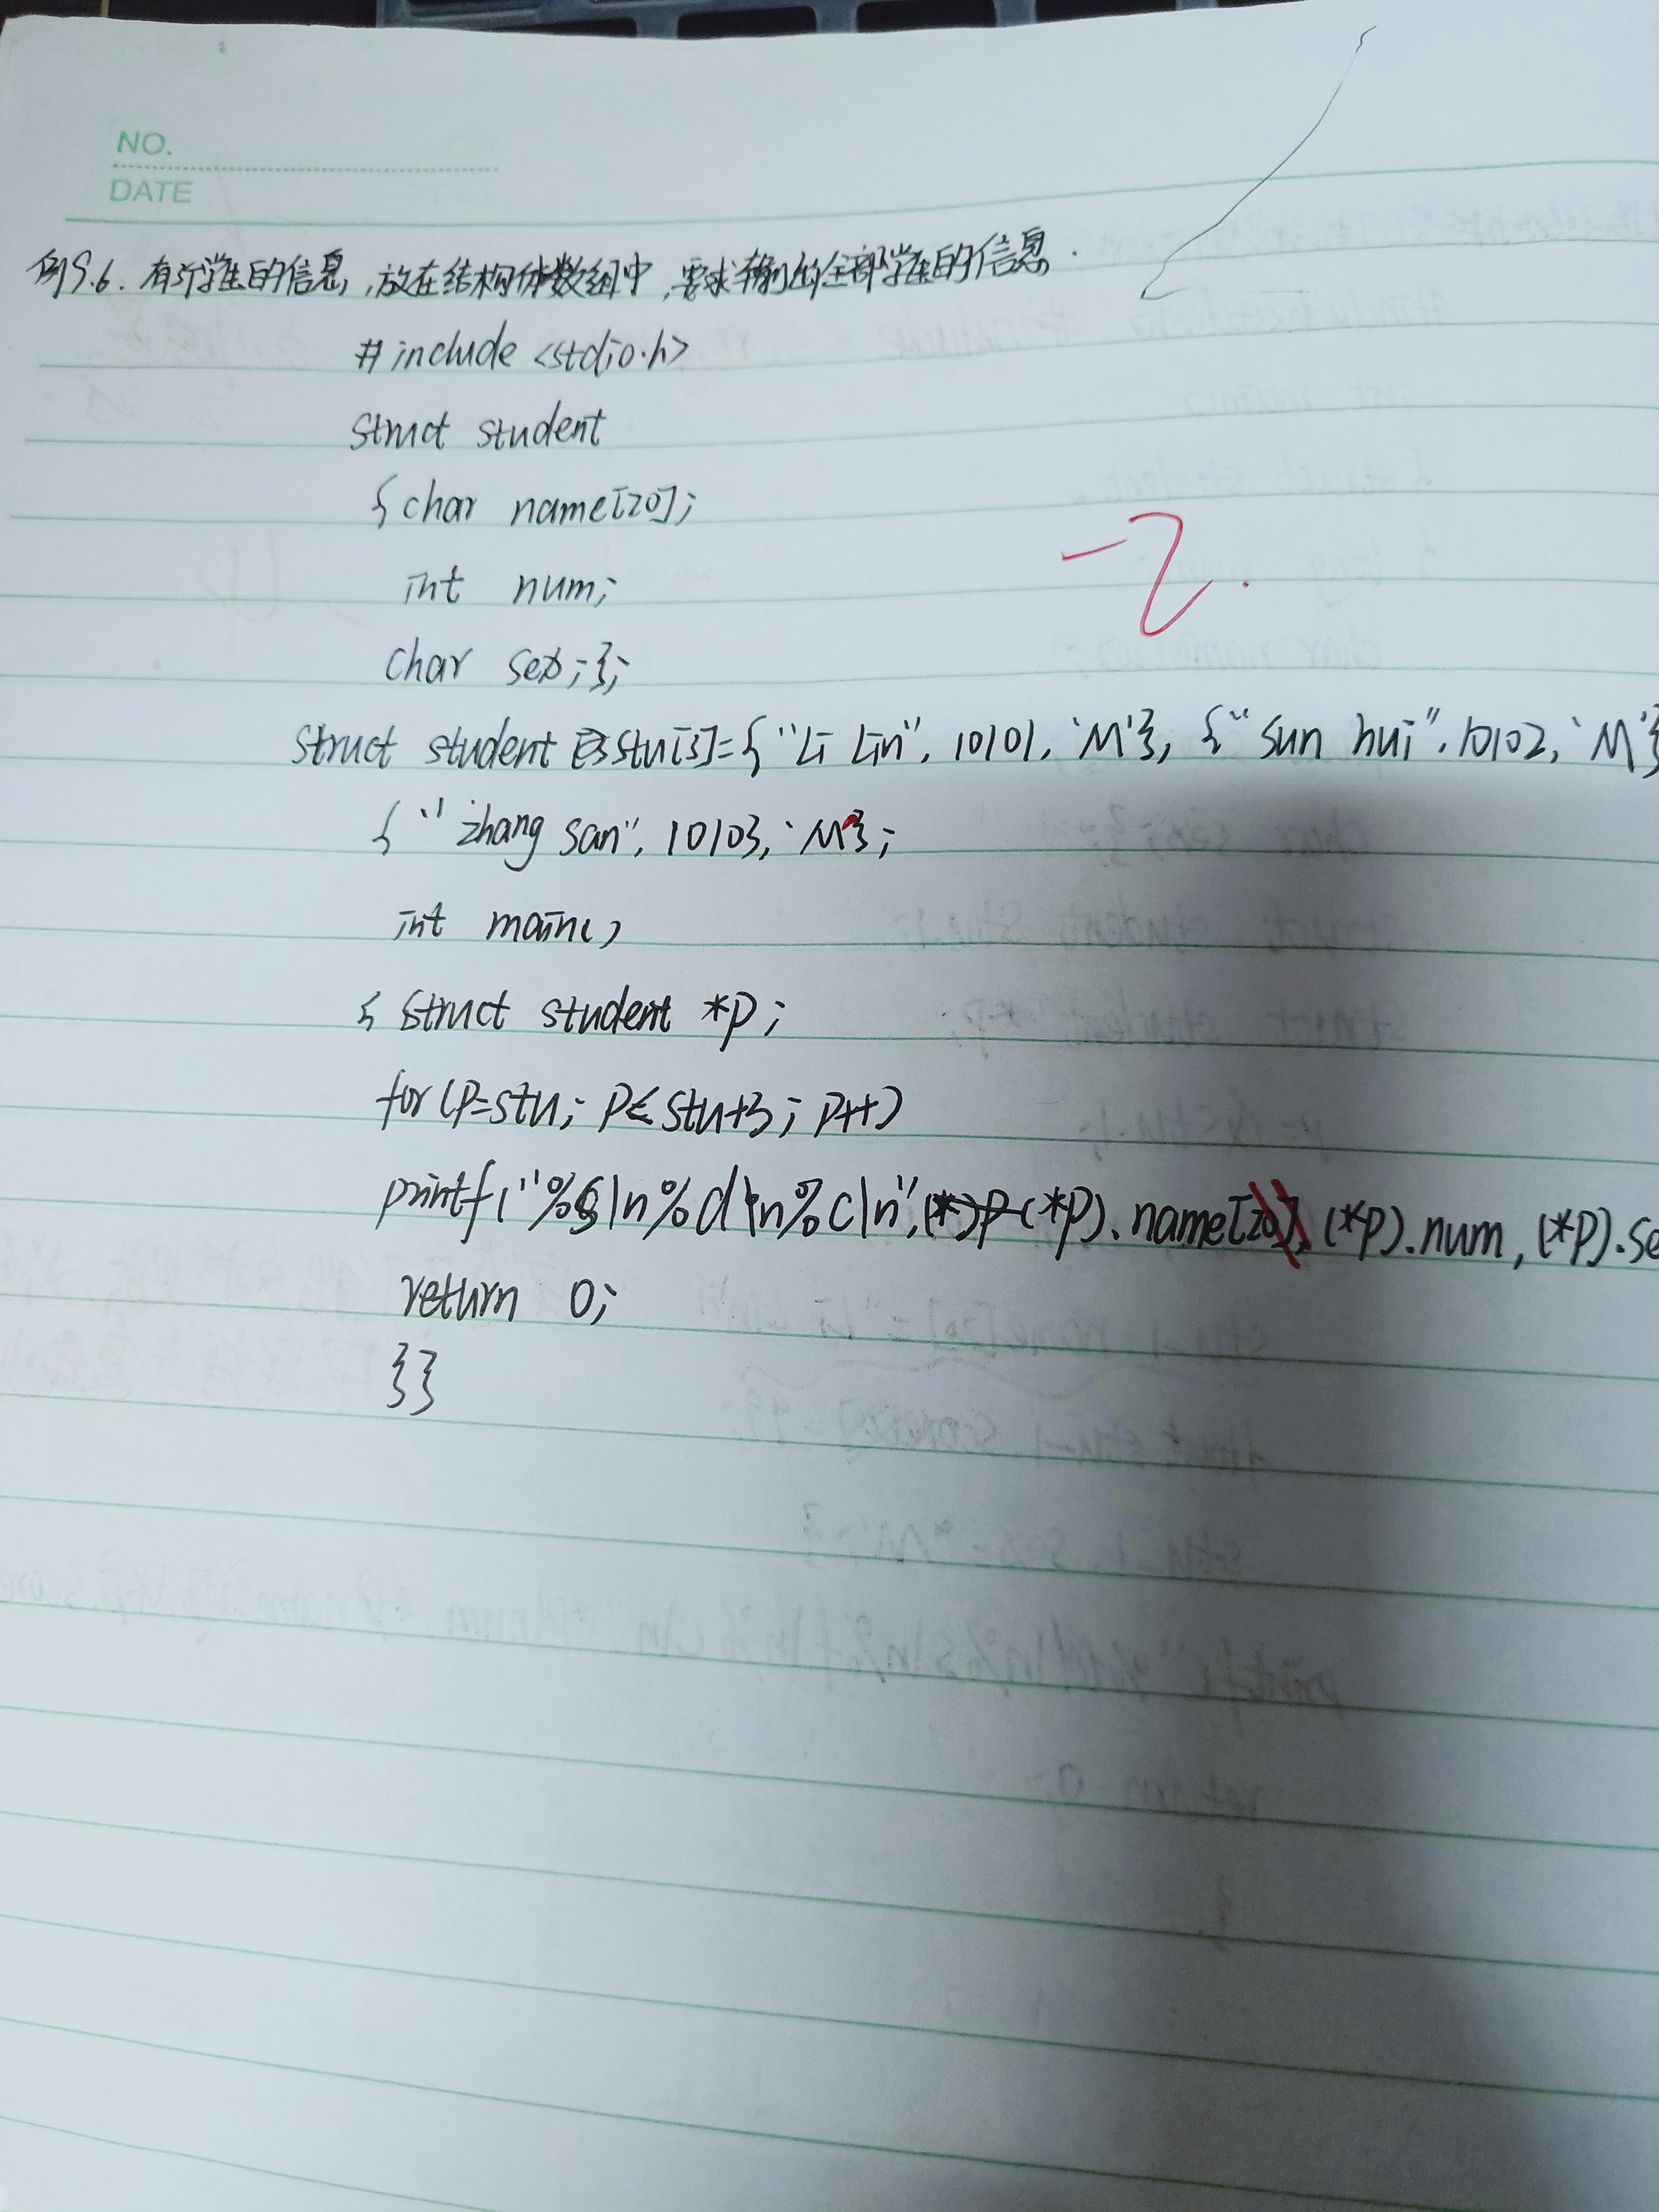 NO.
DATE
例9.6. 有3个学生的信息,放在结构体数组中,要求输出全部学生的信息.
#include <stdio.h>
struct student
{char name[20];
int num;
char sex;};
struct student stu[3]={"Li Lin", 10101, 'M'}, {"sun hui", 10102, 'M'}
{"zhang san", 10103, 'M'};
-2.
int main()
{ struct student *p;
for(p=stu; p< stu+3; p++)
printf("%s\n%d\n%c\n", (*)p (*p).name[20], (*p).num, (*p).se
return 0;
}}